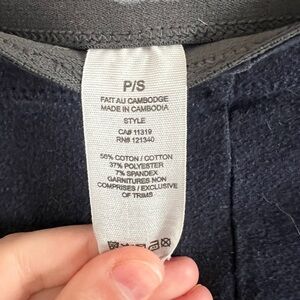 P/S
FAIT AU CAMBODGE
MADE IN CAMBODIA
STYLE
CA# 11319
RN# 121340
56% COTON / COTTON
37% POLYESTER
7% SPANDEX
GARNITURES NON
COMPRISES / EXCLUSIVE
OF TRIMS